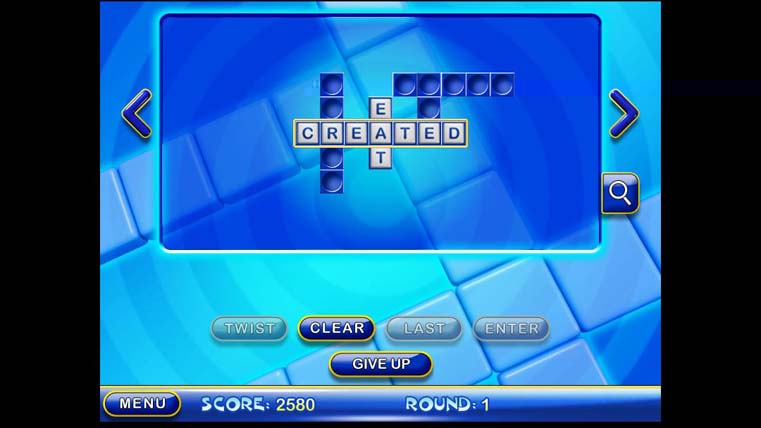 E
CREATED
T
TWIST CLEAR LAST ENTER
GIVE UP
MENU SCORE: 2580 ROUND: 1